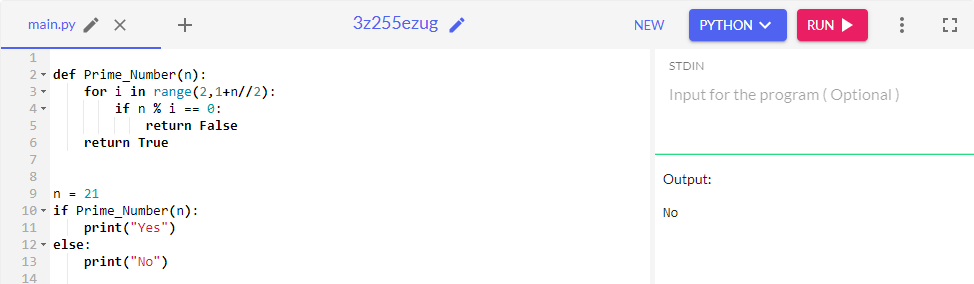 main.py
3z255ezug
NEW
PYTHON
RUN
1
2 def Prime_Number(n):
3     for i in range(2,1+n//2):
4         if n % i == 0:
5             return False
6     return True
7
8
9 n = 21
10 if Prime_Number(n):
11     print("Yes")
12 else:
13     print("No")
14
STDIN
Input for the program ( Optional )
Output:
No